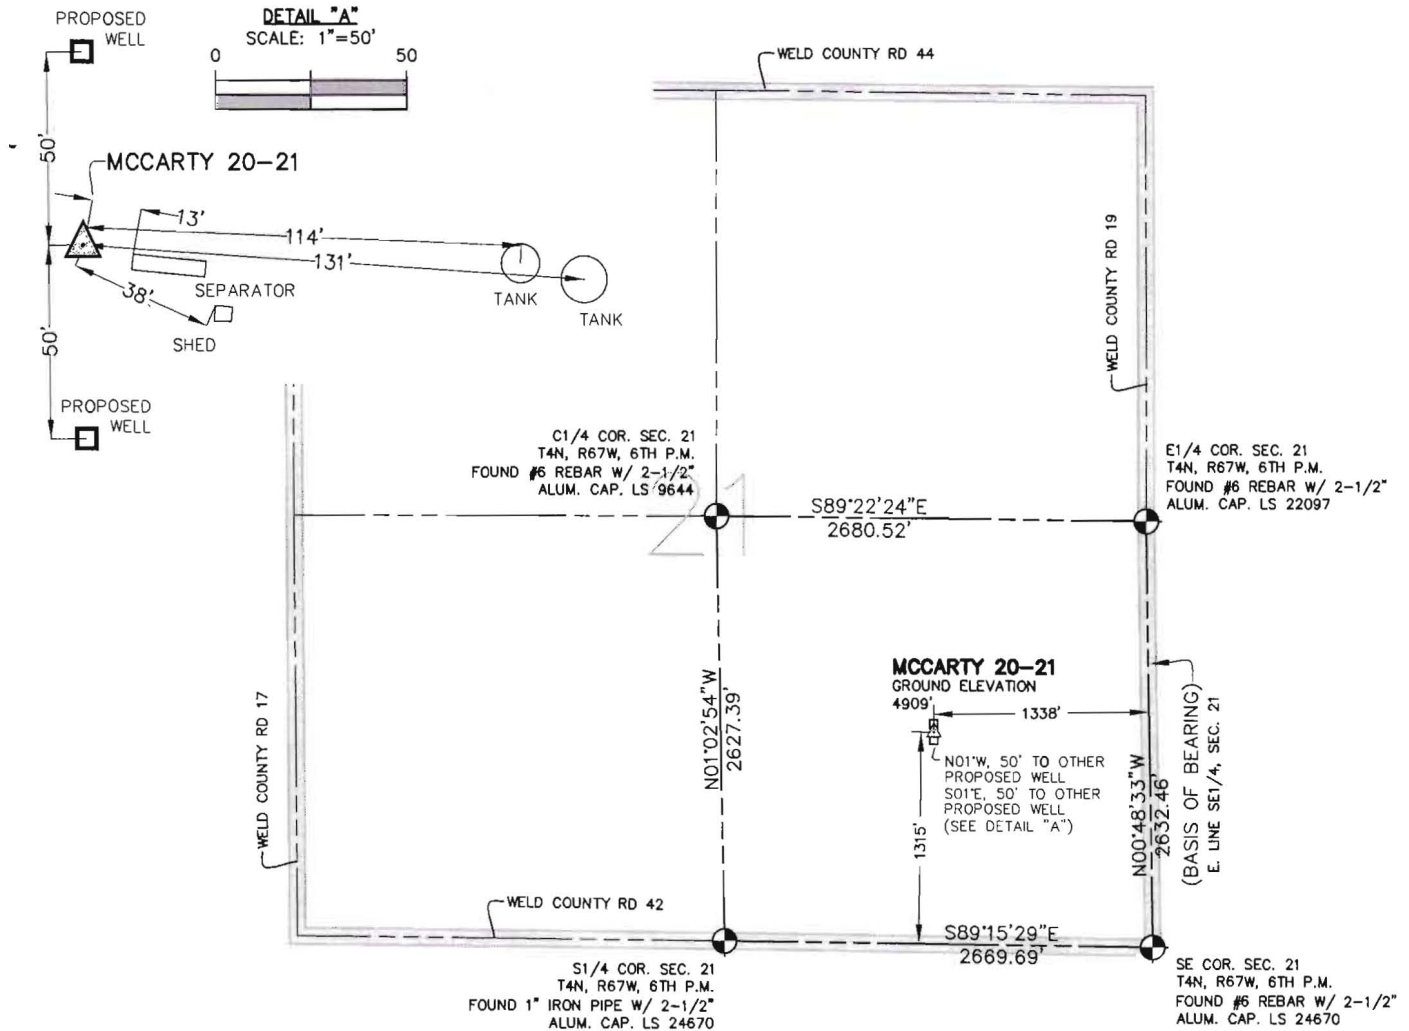 PROPOSED
WELL
DETAIL "A"
SCALE: 1"=50'
0 50
50'
MCCARTY 20-21
13'
114'
131'
38'
SEPARATOR
TANK
TANK
SHED
50'
PROPOSED
WELL
WELD COUNTY RD 44
WELD COUNTY RD 19
C1/4 COR. SEC. 21
T4N, R67W, 6TH P.M.
FOUND #6 REBAR W/ 2-1/2"
ALUM. CAP. LS 9644
21
S89°22'24"E
2680.52'
E1/4 COR. SEC. 21
T4N, R67W, 6TH P.M.
FOUND #6 REBAR W/ 2-1/2"
ALUM. CAP. LS 22097
WELD COUNTY RD 17
N01°02'54"W
2627.39'
MCCARTY 20-21
GROUND ELEVATION
4909'
1338'
N01°W, 50' TO OTHER
PROPOSED WELL
S01°E, 50' TO OTHER
PROPOSED WELL
(SEE DETAIL "A")
1315'
N00°48'33"W
2632.46'
(BASIS OF BEARING)
E. LINE SE1/4, SEC. 21
WELD COUNTY RD 42
S89°15'29"E
2669.69'
S1/4 COR. SEC. 21
T4N, R67W, 6TH P.M.
FOUND 1" IRON PIPE W/ 2-1/2"
ALUM. CAP. LS 24670
SE COR. SEC. 21
T4N, R67W, 6TH P.M.
FOUND #6 REBAR W/ 2-1/2"
ALUM. CAP. LS 24670